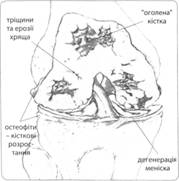 тріщини
та ерозії
хряща
"оголена"
кістка
остеофіти
– кісткові
розрос-
тання
дегенерація
меніска